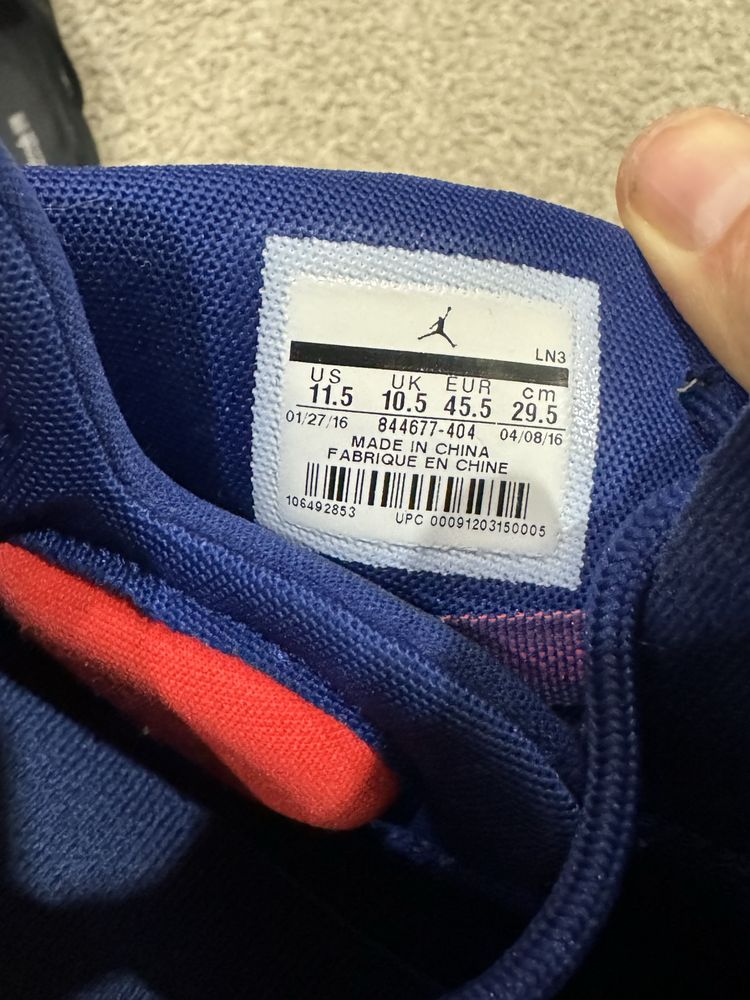 LN3
US UK EUR cm
11.5 10.5 45.5 29.5
01/27/16 844677-404 04/08/16
MADE IN CHINA
FABRIQUE EN CHINE
106492853 UPC 00091203150005